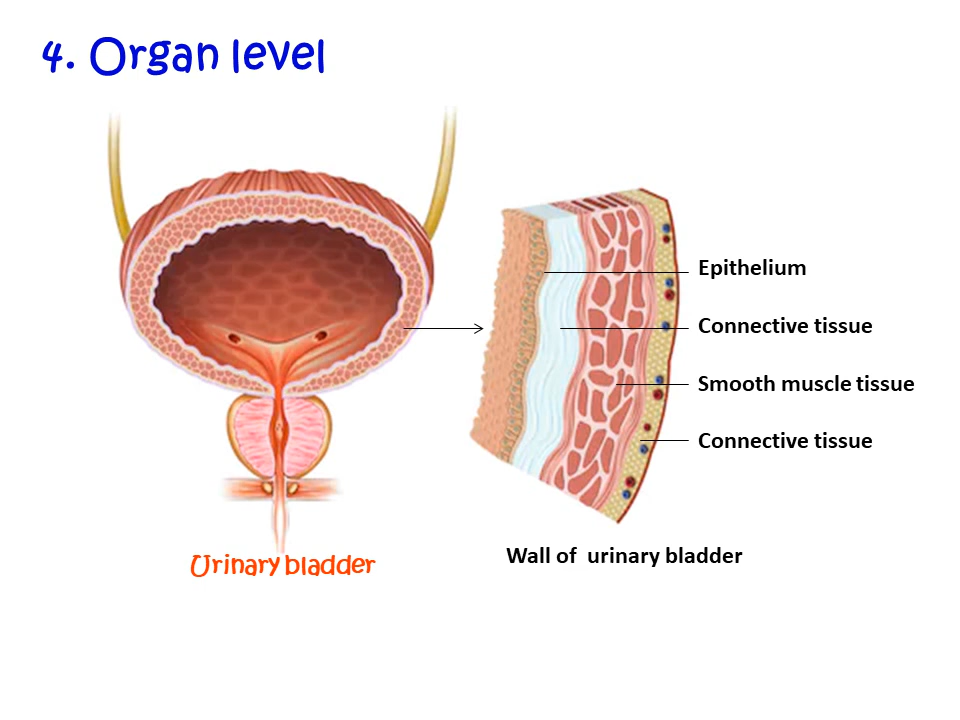 4. Organ level
Epithelium
Connective tissue
Smooth muscle tissue
Connective tissue
Urinary bladder
Wall of urinary bladder